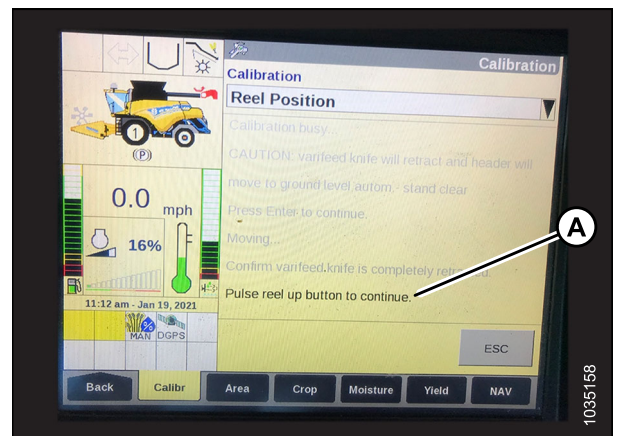 Calibration
Calibration
Reel Position
Calibration busy.
CAUTION: varifeed knife will retract and header will
move to ground level autom.- stand clear
Press Enter to continue.
Moving...
Confirm varifeed knife is completely retracted.
Pulse reel up button to continue.
A
1
(P)
0.0 mph
16%
11:12 am - Jan 19, 2021
MAN DGPS
ESC
Back Calibr Area Crop Moisture Yield NAV
1035158